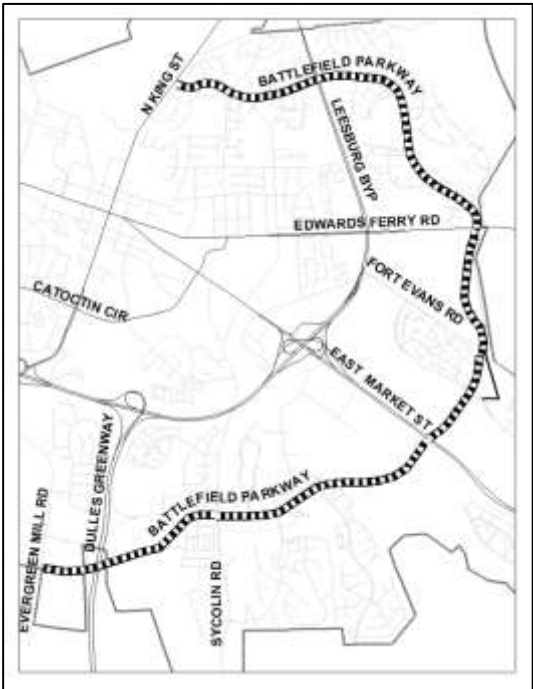 N KING ST
BATTLEFIELD PARKWAY
LEESBURG BYP
EDWARDS FERRY RD
FORT EVANS RD
CATOCTIN CIR
EAST MARKET ST
DULLES GREENWAY
BATTLEFIELD PARKWAY
EVERGREEN MILL RD
SYCOLIN RD